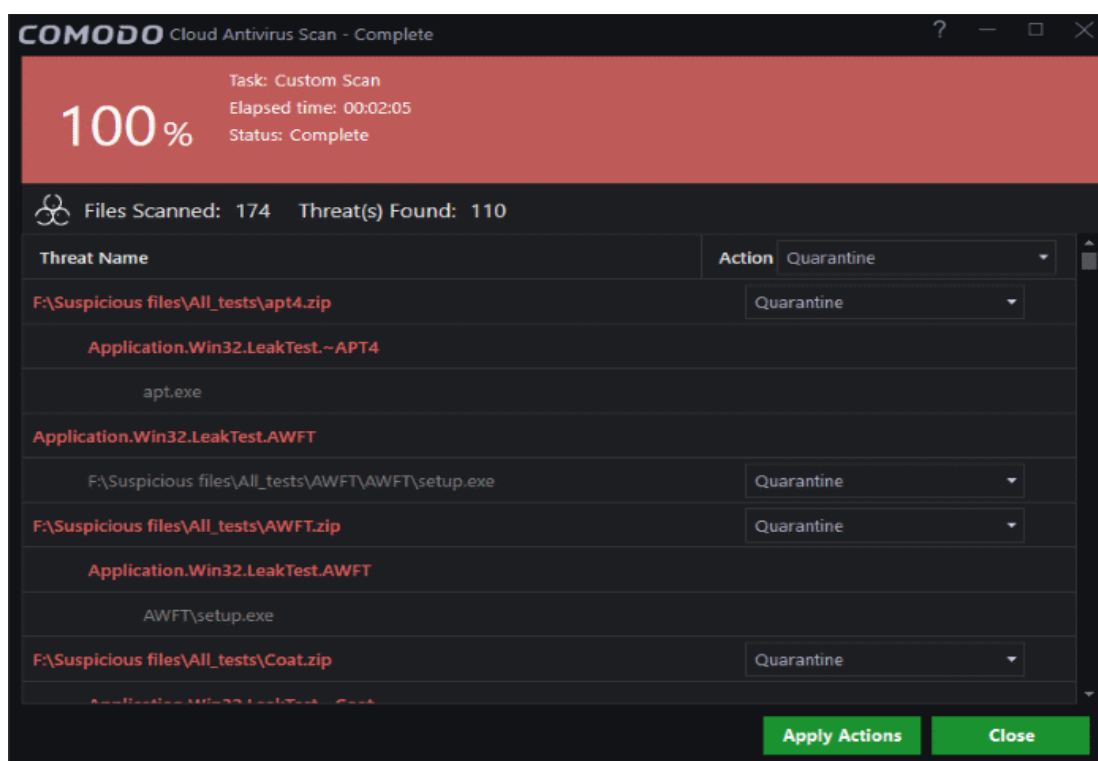 COMODO Cloud Antivirus Scan - Complete
?
100 %
Task: Custom Scan
Elapsed time: 00:02:05
Status: Complete
Files Scanned: 174 Threat(s) Found: 110
Threat Name Action Quarantine
F:\Suspicious files\All_tests\apt4.zip Quarantine
Application.Win32.LeakTest.~APT4
apt.exe
Application.Win32.LeakTest.AWFT
F:\Suspicious files\All_tests\AWFT\AWFT\setup.exe Quarantine
F:\Suspicious files\All_tests\AWFT.zip Quarantine
Application.Win32.LeakTest.AWFT
AWFT\setup.exe
F:\Suspicious files\All_tests\Coat.zip Quarantine
Apply Actions Close